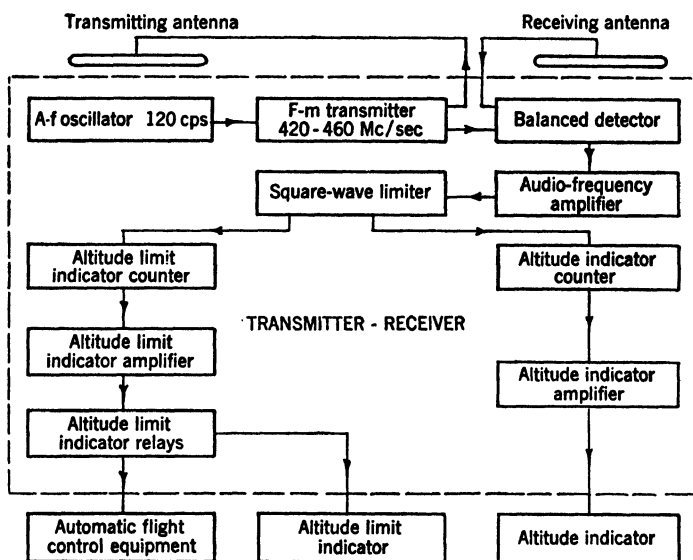 Transmitting antenna
Receiving antenna
A-f oscillator 120 cps
F-m transmitter
420 - 460 Mc/sec
Balanced detector
Square-wave limiter
Audio-frequency
amplifier
Altitude limit
indicator counter
Altitude indicator
counter
TRANSMITTER - RECEIVER
Altitude limit
indicator amplifier
Altitude indicator
amplifier
Altitude limit
indicator relays
Automatic flight
control equipment
Altitude limit
indicator
Altitude indicator